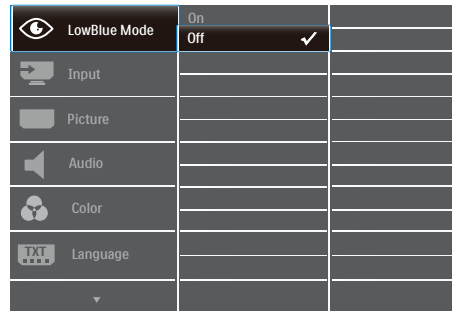 LowBlue Mode
On
Off
Input
Picture
Audio
Color
TXT
Language